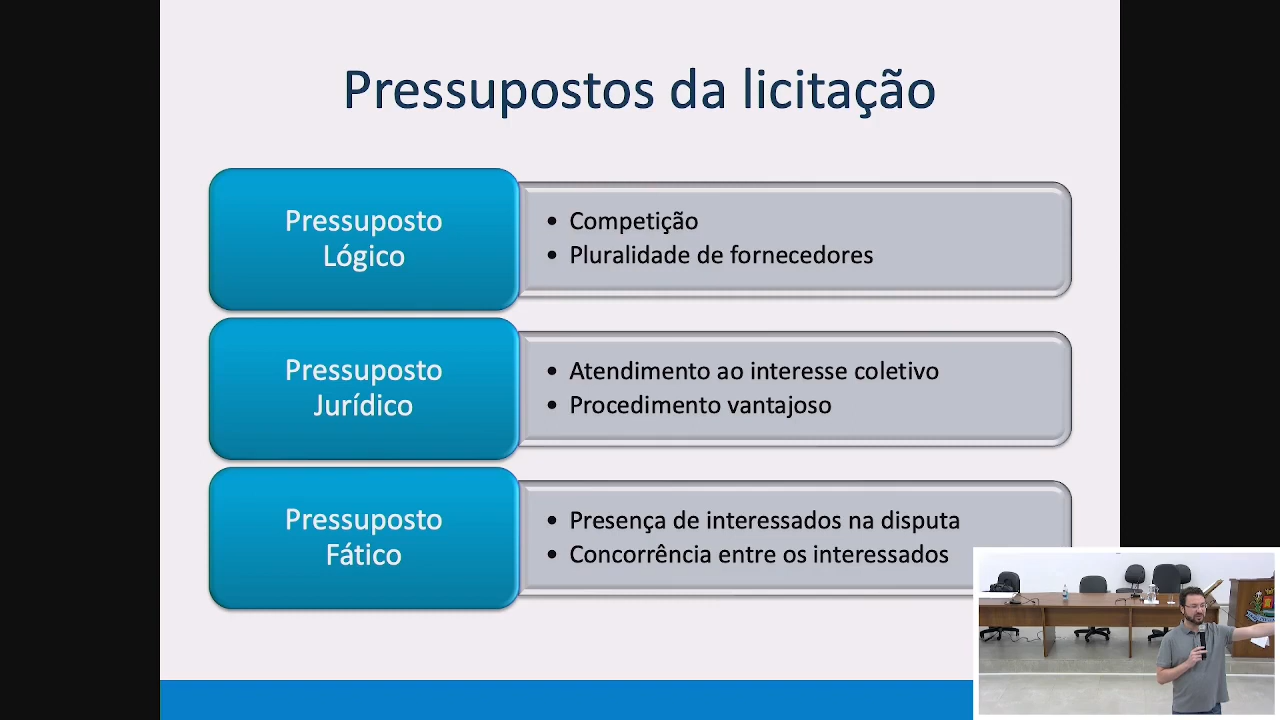 Pressupostos da licitação
Pressuposto
Lógico
• Competição
• Pluralidade de fornecedores
Pressuposto
Jurídico
• Atendimento ao interesse coletivo
• Procedimento vantajoso
Pressuposto
Fático
• Presença de interessados na disputa
• Concorrência entre os interessados